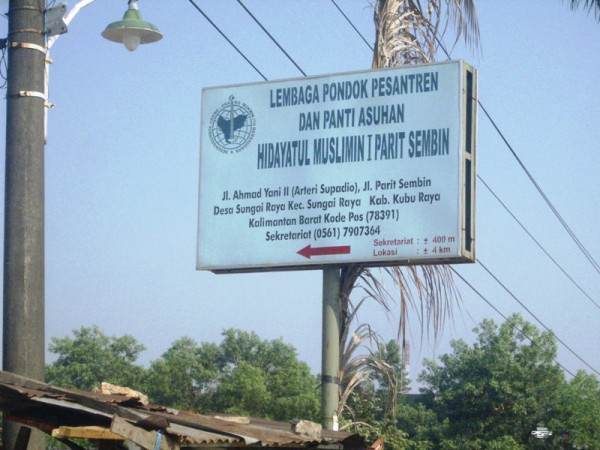 LEMBAGA PONDOK PESANTREN
DAN PANTI ASUHAN
HIDAYATUL MUSLIMIN I PARIT SEMBIN
Jl. Ahmad Yani II (Arteri Supadio), Jl. Parit Sembin
Desa Sungai Raya Kec. Sungai Raya Kab. Kubu Raya
Kalimantan Barat Kode Pos (78391)
Sekretariat (0561) 7907364
Sekretariat : ± 400 m
Lokasi : ± 4 km